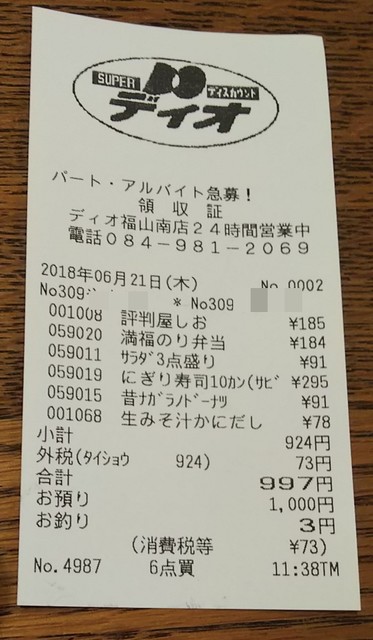 SUPER ディスカウント
ディオ
パート・アルバイト急募!
領収証
ディオ福山南店24時間営業中
電話084-981-2069
2018年06月21日(木) No.0002
No309 * No309
001008 評判屋しお ¥185
059020 満福のり弁当 ¥184
059011 ｻﾗﾀﾞ3点盛り ¥91
059019 にぎり寿司10カン(サビ ¥295
059015 昔ﾅｶﾞﾗﾉﾄﾞｰﾅﾂ ¥91
001068 生みそ汁かにだし ¥78
小計 924円
外税(ﾀｲｼｮｳ 924) 73円
合計 997円
お預り 1,000円
お釣り 3円
(消費税等 ¥73)
No.4987 6点買 11:38TM